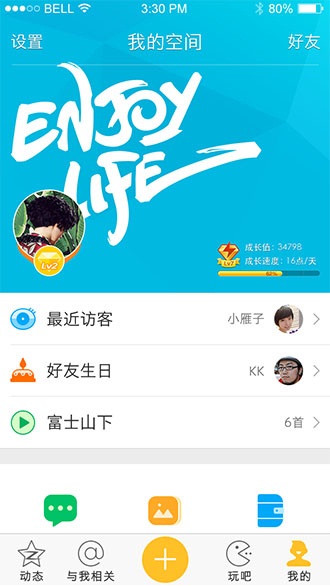 BELL 3:30 PM 80%
设置 我的空间 好友
ENJOY
LIFE
成长值: 34798
成长速度: 16点/天
LV2
62%
LV2
最近访客 小雁子
好友生日 KK
富士山下 6首
动态 与我相关 玩吧 我的